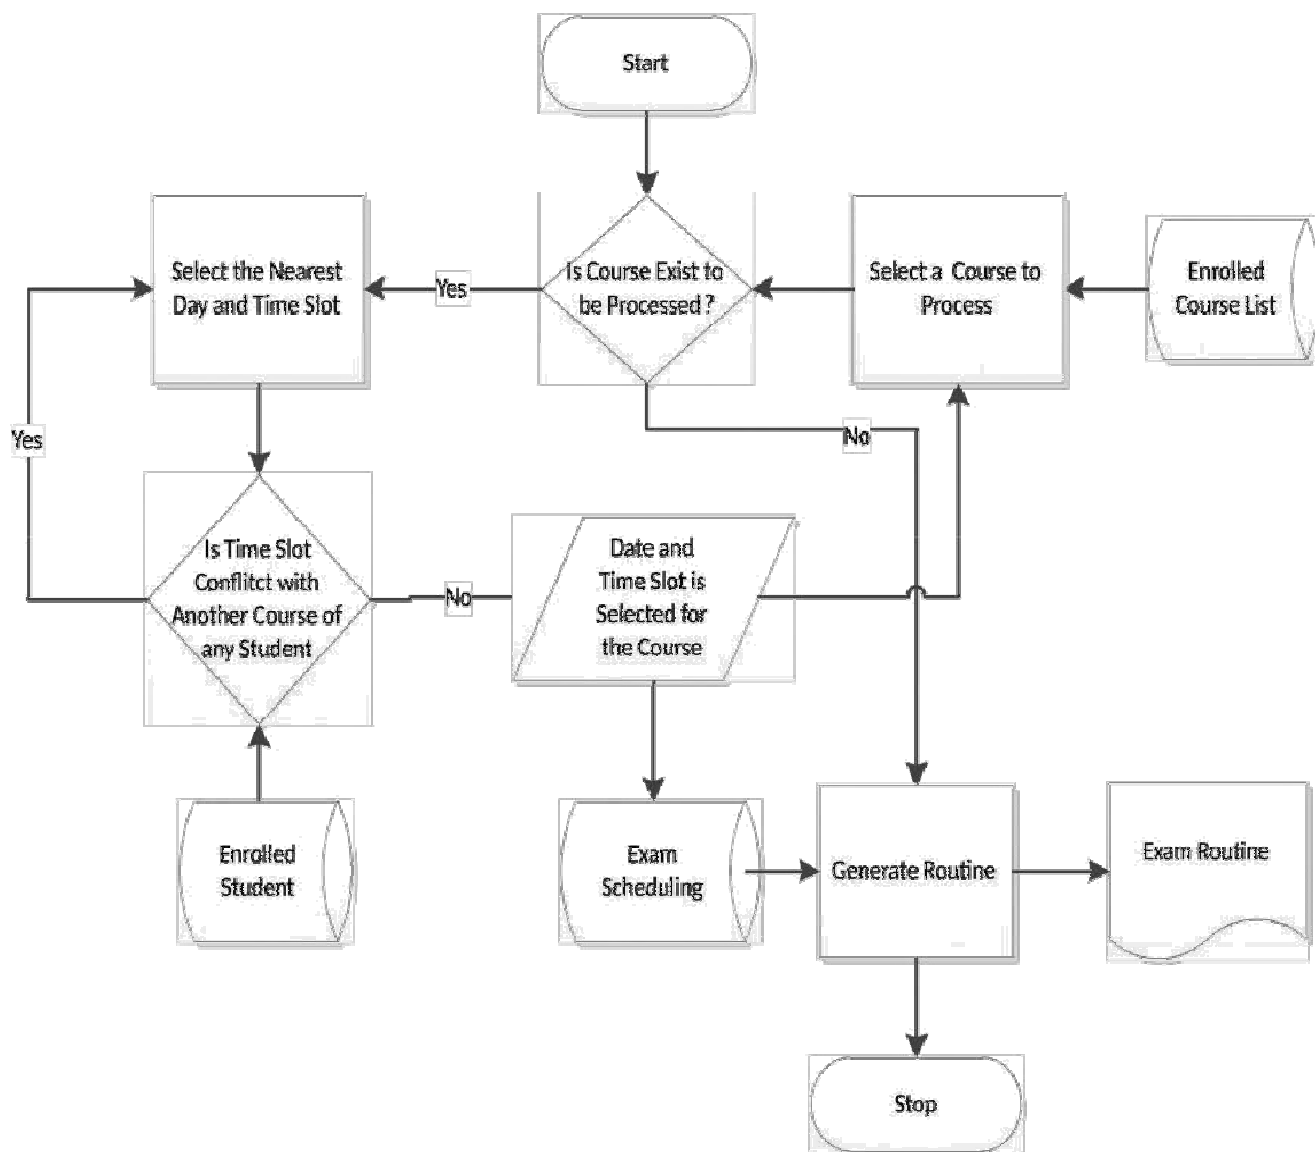 Start
Select the Nearest
Day and Time Slot
Yes
Is Course Exist to
be Processed ?
Select a Course to
Process
Enrolled
Course List
Yes
No
Is Time Slot
Conflitct with
Another Course of
any Student
No
Date and
Time Slot is
Selected for
the Course
Enrolled
Student
Exam
Scheduling
Generate Routine
Exam Routine
Stop